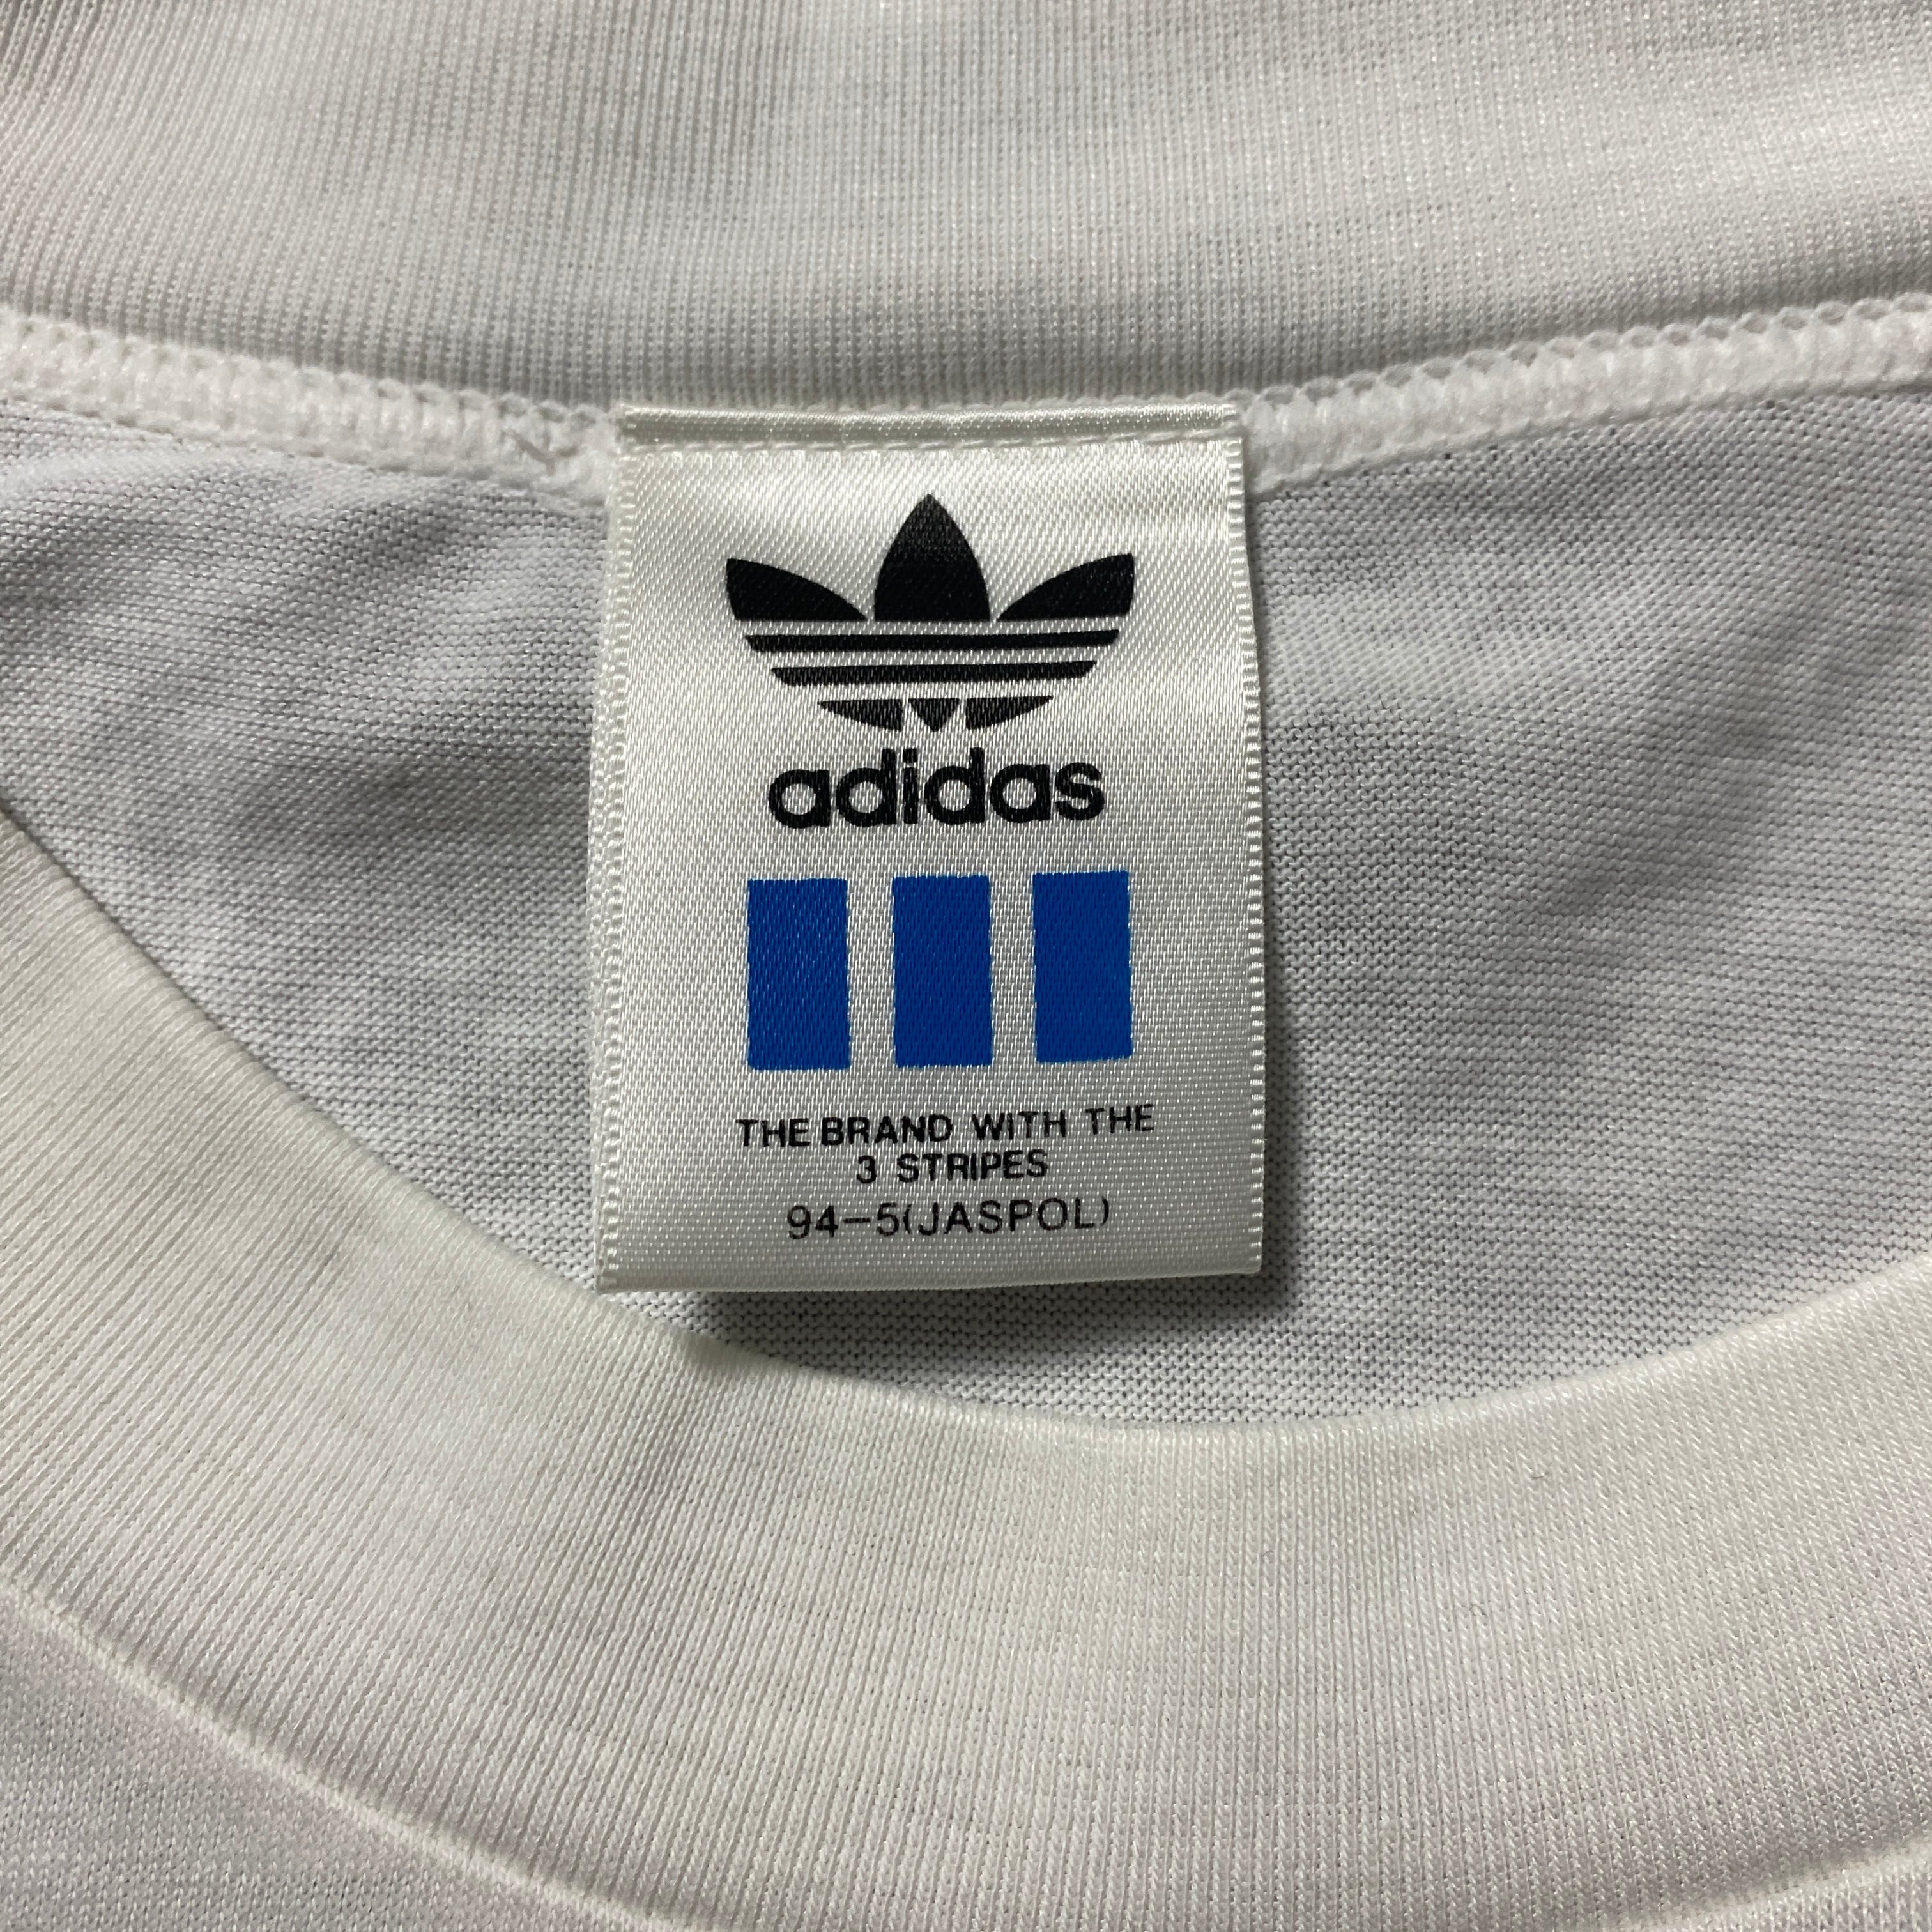 adidas
THE BRAND WITH THE
3 STRIPES
94-5(JASPOL)